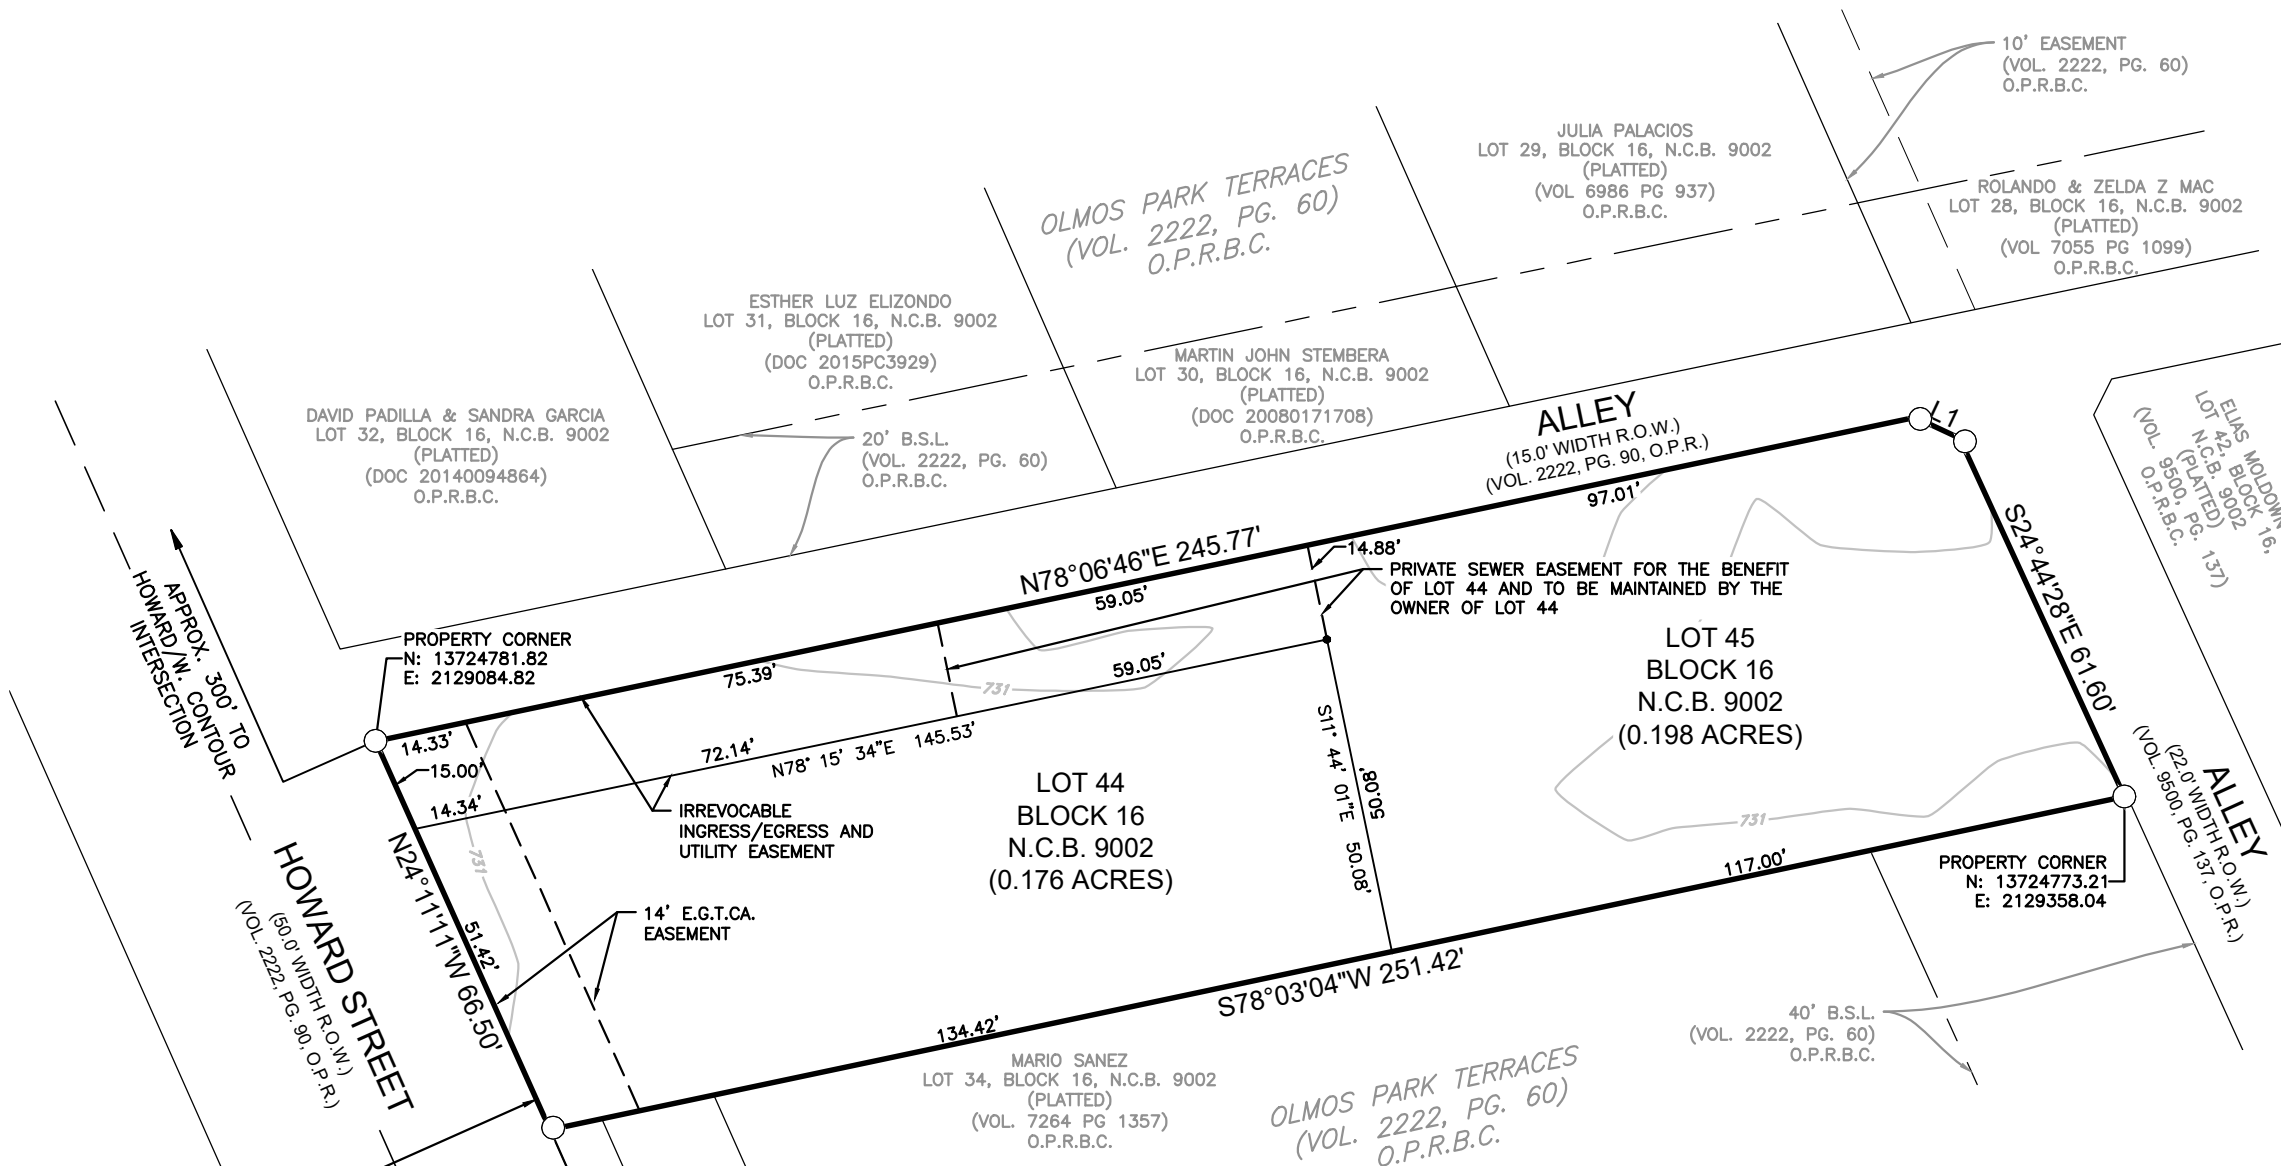 10' EASEMENT
(VOL. 2222, PG. 60)
O.P.R.B.C.
JULIA PALACIOS
LOT 29, BLOCK 16, N.C.B. 9002
(PLATTED)
(VOL 6986 PG 937)
O.P.R.B.C.
ROLANDO & ZELDA Z MAC
LOT 28, BLOCK 16, N.C.B. 9002
(PLATTED)
(VOL 7055 PG 1099)
O.P.R.B.C.
OLMOS PARK TERRACES
(VOL. 2222, PG. 60)
O.P.R.B.C.
ESTHER LUZ ELIZONDO
LOT 31, BLOCK 16, N.C.B. 9002
(PLATTED)
(DOC 2015PC3929)
O.P.R.B.C.
MARTIN JOHN STEMBERA
LOT 30, BLOCK 16, N.C.B. 9002
(PLATTED)
(DOC 20080171708)
O.P.R.B.C.
DAVID PADILLA & SANDRA GARCIA
LOT 32, BLOCK 16, N.C.B. 9002
(PLATTED)
(DOC 20140094864)
O.P.R.B.C.
20' B.S.L.
(VOL. 2222, PG. 60)
O.P.R.B.C.
ALLEY
(15.0' WIDTH R.O.W.)
(VOL. 2222, PG. 90, O.P.R.)
L1
ELIAS MOLDOWN
LOT 42, BLOCK 16,
N.C.B. 9002
(PLATTED)
(VOL. 9500, PG. 137)
O.P.R.B.C.
97.01'
N78°06'46"E 245.77'
14.88'
59.05'
PRIVATE SEWER EASEMENT FOR THE BENEFIT
OF LOT 44 AND TO BE MAINTAINED BY THE
OWNER OF LOT 44
S24°44'28"E 61.60'
APPROX. 300' TO
HOWARD/W. CONTOUR
INTERSECTION
PROPERTY CORNER
N: 13724781.82
E: 2129084.82
75.39'
59.05'
731
LOT 45
BLOCK 16
N.C.B. 9002
(0.198 ACRES)
14.33'
15.00'
72.14'
N78° 15' 34"E 145.53'
14.34'
S11° 44' 01"E 50.08'
50.08'
IRREVOCABLE
INGRESS/EGRESS AND
UTILITY EASEMENT
LOT 44
BLOCK 16
N.C.B. 9002
(0.176 ACRES)
731
731
ALLEY
(22.0' WIDTH R.O.W.)
(VOL. 9500, PG. 137, O.P.R.)
117.00'
PROPERTY CORNER
N: 13724773.21
E: 2129358.04
HOWARD STREET
(50.0' WIDTH R.O.W.)
(VOL. 2222, PG. 90, O.P.R.)
N24°11'11"W 66.50'
51.42'
14' E.G.T.CA.
EASEMENT
S78°03'04"W 251.42'
134.42'
MARIO SANEZ
LOT 34, BLOCK 16, N.C.B. 9002
(PLATTED)
(VOL. 7264 PG 1357)
O.P.R.B.C.
OLMOS PARK TERRACES
(VOL. 2222, PG. 60)
O.P.R.B.C.
40' B.S.L.
(VOL. 2222, PG. 60)
O.P.R.B.C.